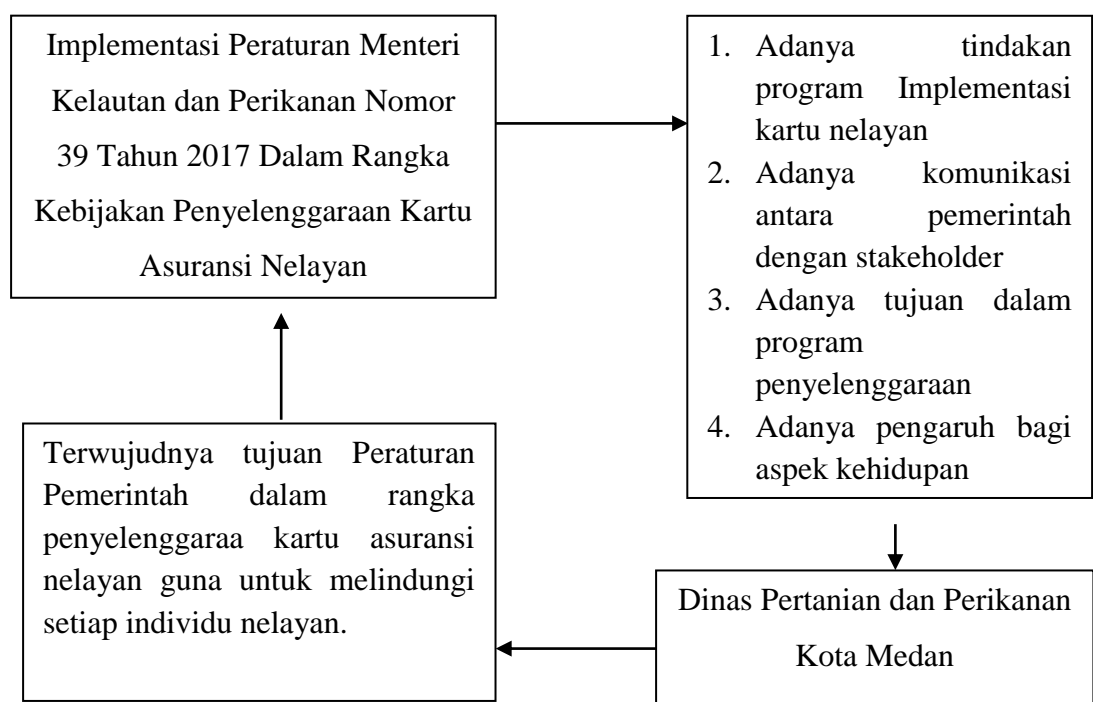 Implementasi Peraturan Menteri
Kelautan dan Perikanan Nomor
39 Tahun 2017 Dalam Rangka
Kebijakan Penyelenggaraan Kartu
Asuransi Nelayan
1. Adanya tindakan
program Implementasi
kartu nelayan
2. Adanya komunikasi
antara pemerintah
dengan stakeholder
3. Adanya tujuan dalam
program
penyelenggaraan
4. Adanya pengaruh bagi
aspek kehidupan
Dinas Pertanian dan Perikanan
Kota Medan
Terwujudnya tujuan Peraturan
Pemerintah dalam rangka
penyelenggaraa kartu asuransi
nelayan guna untuk melindungi
setiap individu nelayan.